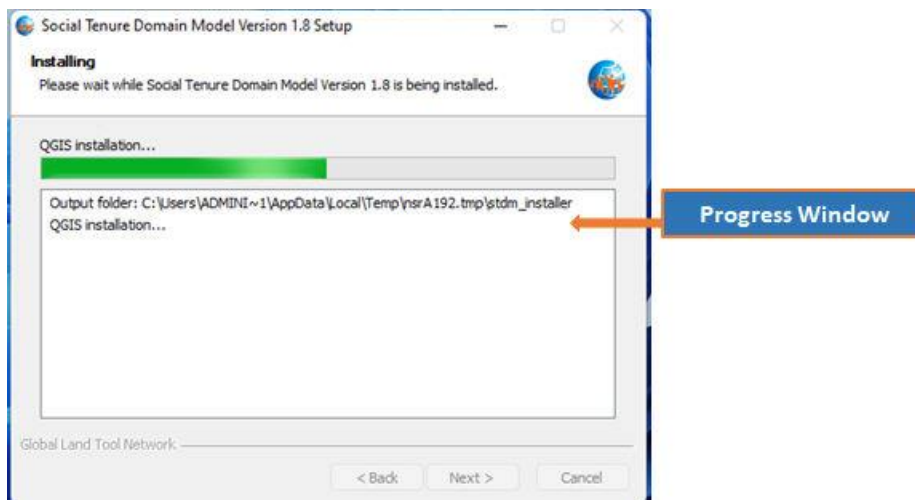 Social Tenure Domain Model Version 1.8 Setup
Installing
Please wait while Social Tenure Domain Model Version 1.8 is being installed.
QGIS installation...
Output folder: C:\Users\ADMINI~1\AppData\Local\Temp\nsrA192.tmp\stdm_installer
QGIS installation...
Progress Window
Global Land Tool Network
< Back Next > Cancel